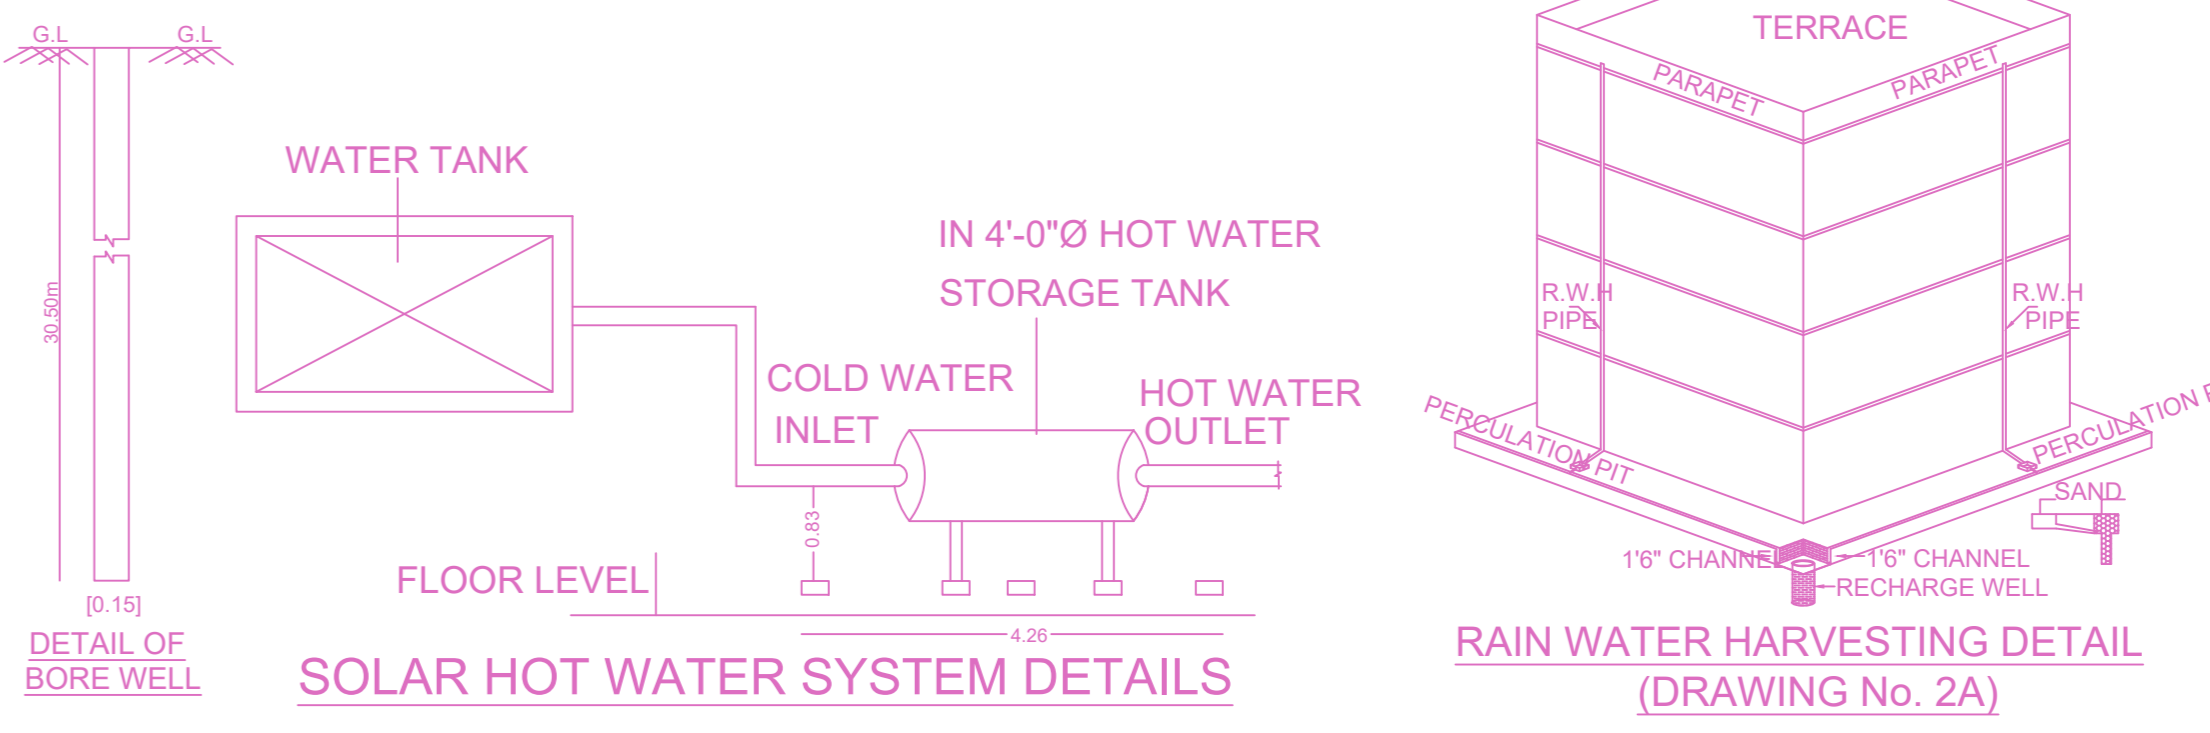 G.L
G.L
30.50m
[0.15]
DETAIL OF
BORE WELL
WATER TANK
IN 4'-0"Ø HOT WATER
STORAGE TANK
COLD WATER
INLET
HOT WATER
OUTLET
0.83
FLOOR LEVEL
4.26
SOLAR HOT WATER SYSTEM DETAILS
TERRACE
PARAPET
PARAPET
R.W.H
PIPE
R.W.H
PIPE
PERCULATION PIT
PERCULATION
SAND
1'6" CHANNEL
1'6" CHANNEL
RECHARGE WELL
RAIN WATER HARVESTING DETAIL
(DRAWING No. 2A)